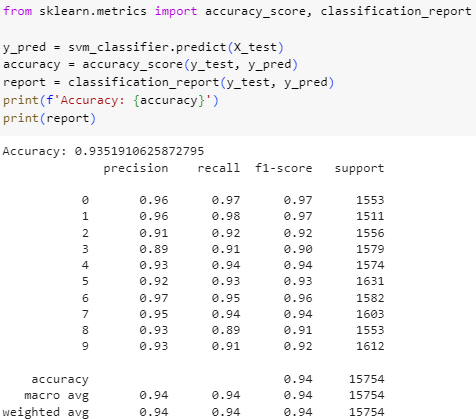 from sklearn.metrics import accuracy_score, classification_report
y_pred = svm_classifier.predict(X_test)
accuracy = accuracy_score(y_test, y_pred)
report = classification_report(y_test, y_pred)
print(f'Accuracy: {accuracy}')
print(report)
Accuracy: 0.9351910625872795
precision recall f1-score support
0 0.96 0.97 0.97 1553
1 0.96 0.98 0.97 1511
2 0.91 0.92 0.92 1556
3 0.89 0.91 0.90 1579
4 0.93 0.94 0.94 1574
5 0.92 0.93 0.93 1631
6 0.97 0.95 0.96 1582
7 0.95 0.94 0.94 1603
8 0.93 0.89 0.91 1553
9 0.93 0.91 0.92 1612
accuracy 0.94 15754
macro avg 0.94 0.94 0.94 15754
weighted avg 0.94 0.94 0.94 15754